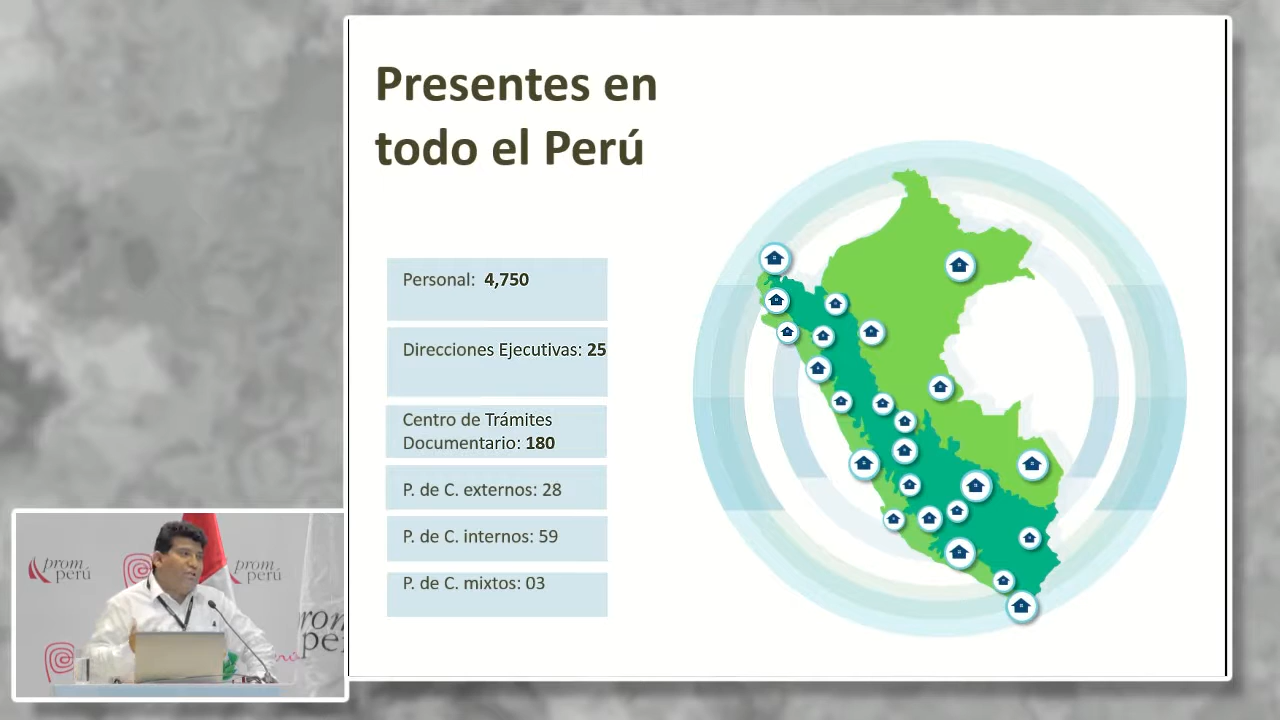 Presentes en
todo el Perú
Personal: 4,750
Direcciones Ejecutivas: 25
Centro de Trámites
Documentario: 180
P. de C. externos: 28
P. de C. internos: 59
P. de C. mixtos: 03
prom
perú
prom
perú